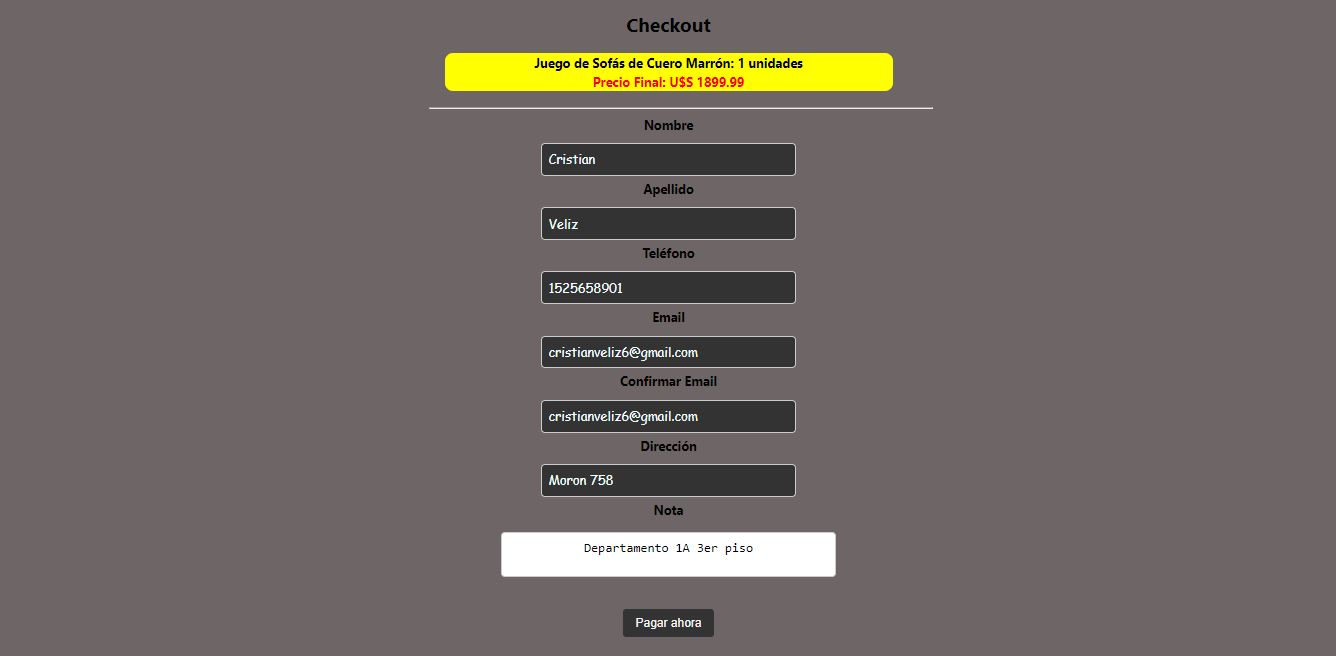 Checkout
Juego de Sofás de Cuero Marrón: 1 unidades
Precio Final: U$S 1899.99
Nombre
Cristian
Apellido
Veliz
Teléfono
1525658901
Email
cristianveliz6@gmail.com
Confirmar Email
cristianveliz6@gmail.com
Dirección
Moron 758
Nota
Departamento 1A 3er piso
Pagar ahora